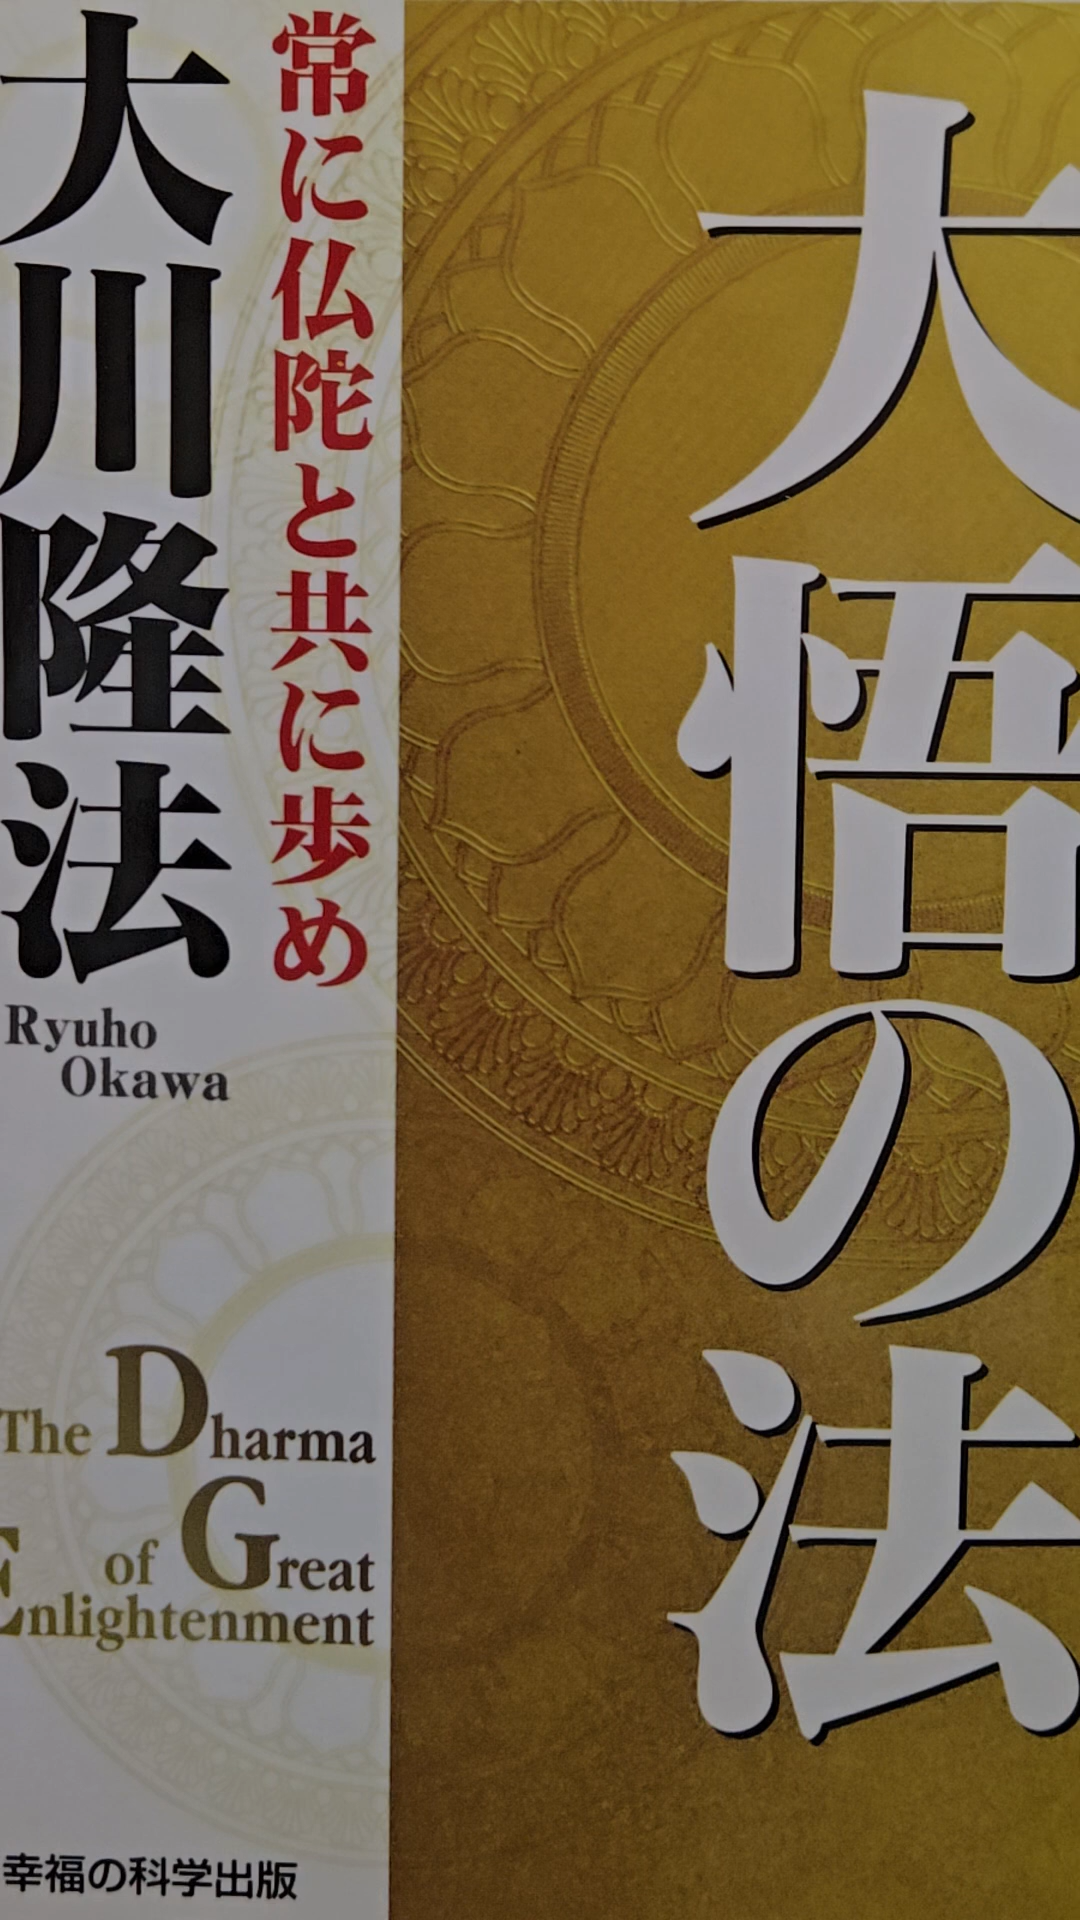 大悟の法
常に仏陀と共に歩め
大川隆法
Ryuho
Okawa
The Dharma
of Great
Enlightenment
幸福の科学出版